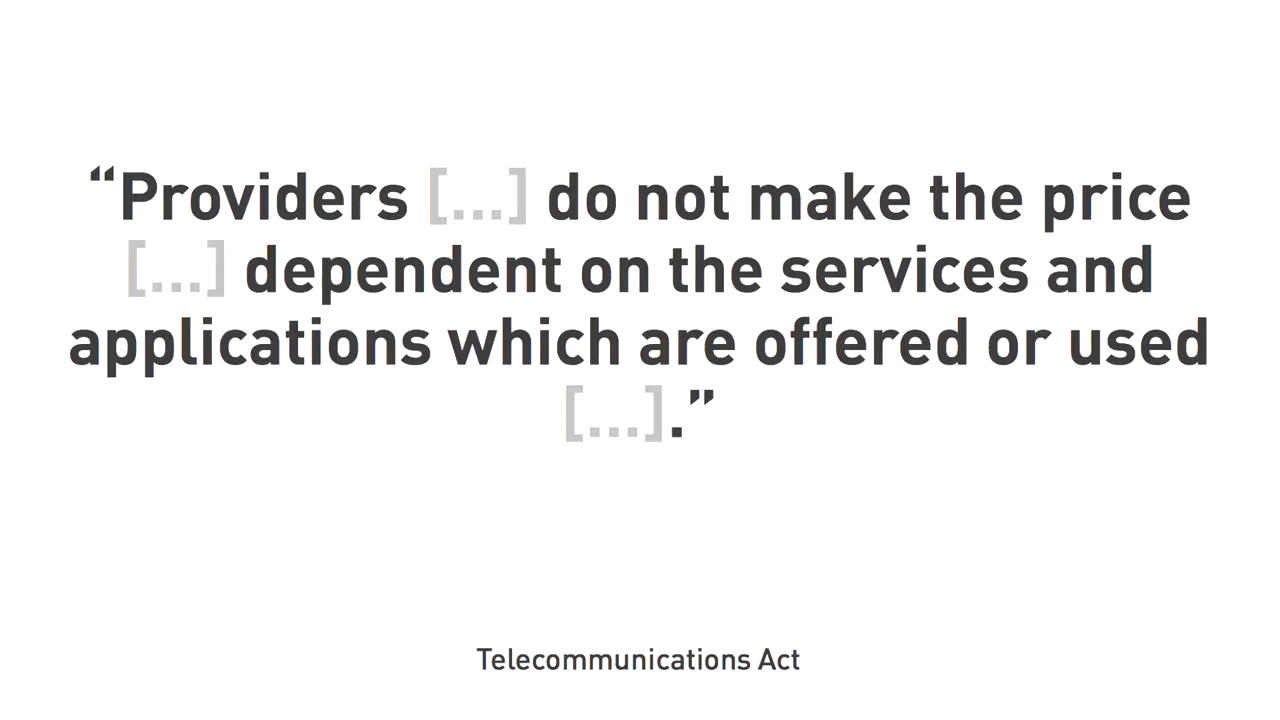 “Providers [...] do not make the price
[...] dependent on the services and
applications which are offered or used
[...].”
Telecommunications Act